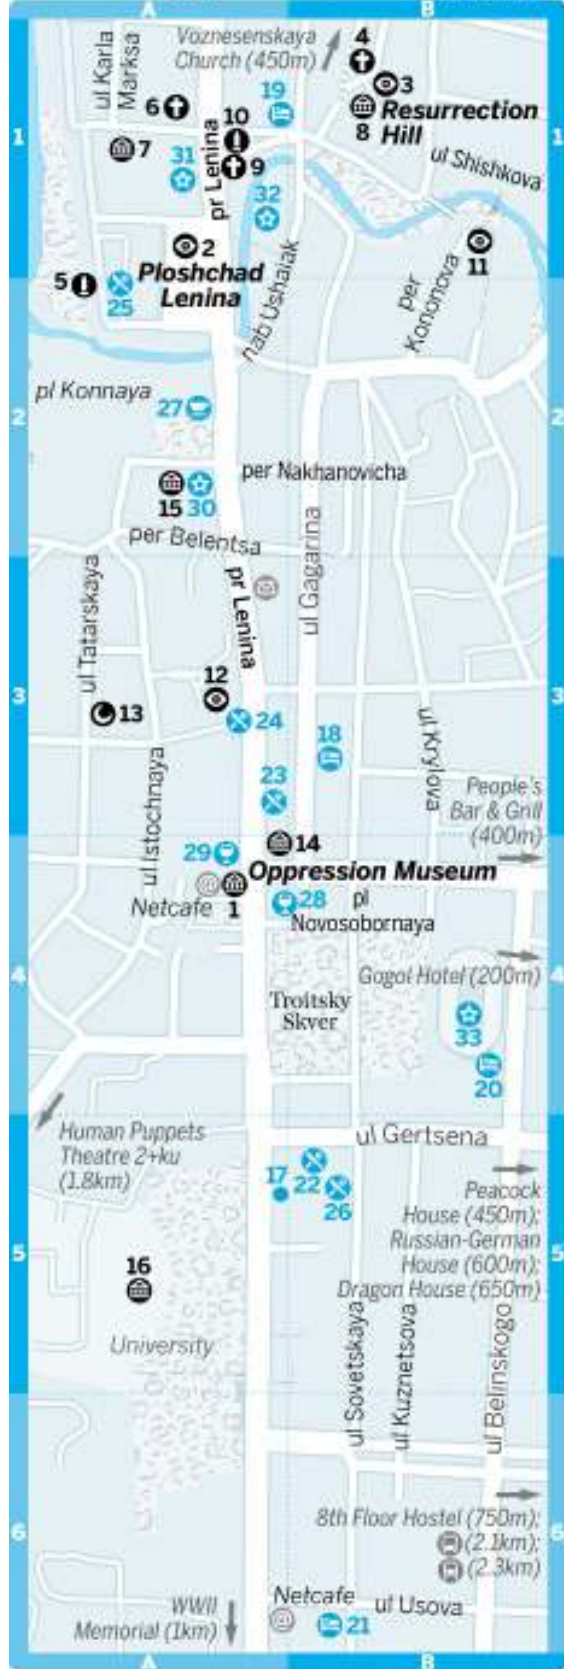 A
B
4
Voznesenskaya
Church (450m)
ul Karla
Marksa
3
6
10
19
Resurrection
Hill
8
1
1
7
31
pr Lenina
9
32
ul Shishkova
2
5
Ploshchad
Lenina
25
nab Ushaiak
per
Kononova
11
pl Konnaya
2
2
27
per Nakhanovicha
15
30
per Belentsa
ul Tatarskaya
pr Lenina
ul Gagarina
3
3
12
13
24
18
ul Krylova
ul Istochnaya
23
People's
Bar & Grill
(400m)
29
14
Oppression Museum
@
Netcafe
1
28
pl
Novosobornaya
4
4
Gogol Hotel (200m)
Troitsky
Skver
33
20
Human Puppets
Theatre 2+ku
(1.8km)
ul Gertsena
17
22
26
Peacock
House (450m);
Russian-German
House (600m);
Dragon House (650m)
5
5
16
University
ul Sovetskaya
ul Kuznetsova
ul Belinskogo
6
6
8th Floor Hostel (750m);
(2.1km);
(2.3km)
WWII
Memorial (1km)
Netcafe
@
21
ul Usova
A
B